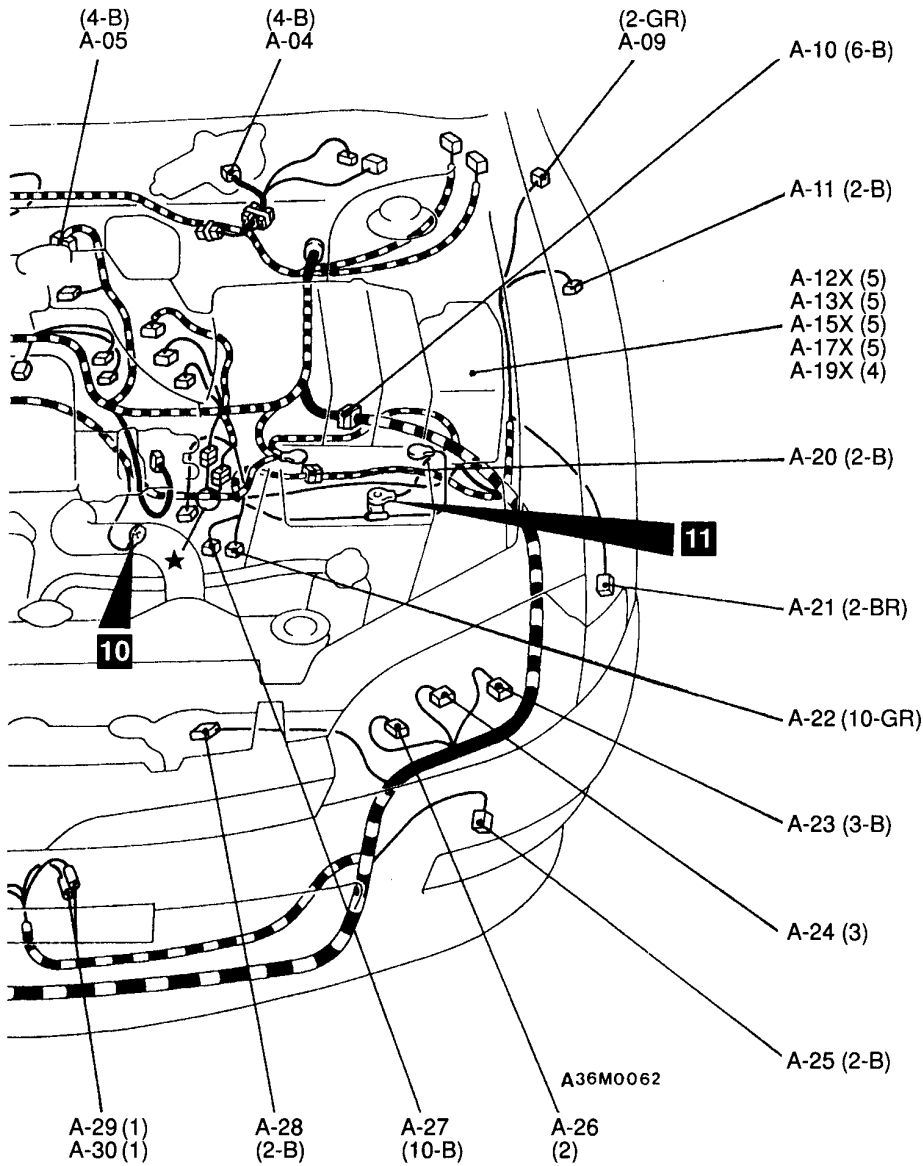 (4-B)
A-05
(4-B)
A-04
(2-GR)
A-09
A-10 (6-B)
A-11 (2-B)
A-12X (5)
A-13X (5)
A-15X (5)
A-17X (5)
A-19X (4)
A-20 (2-B)
11
A-21 (2-BR)
10
A-22 (10-GR)
A-23 (3-B)
A-24 (3)
A-25 (2-B)
A36M0062
A-29 (1)
A-30 (1)
A-28
(2-B)
A-27
(10-B)
A-26
(2)